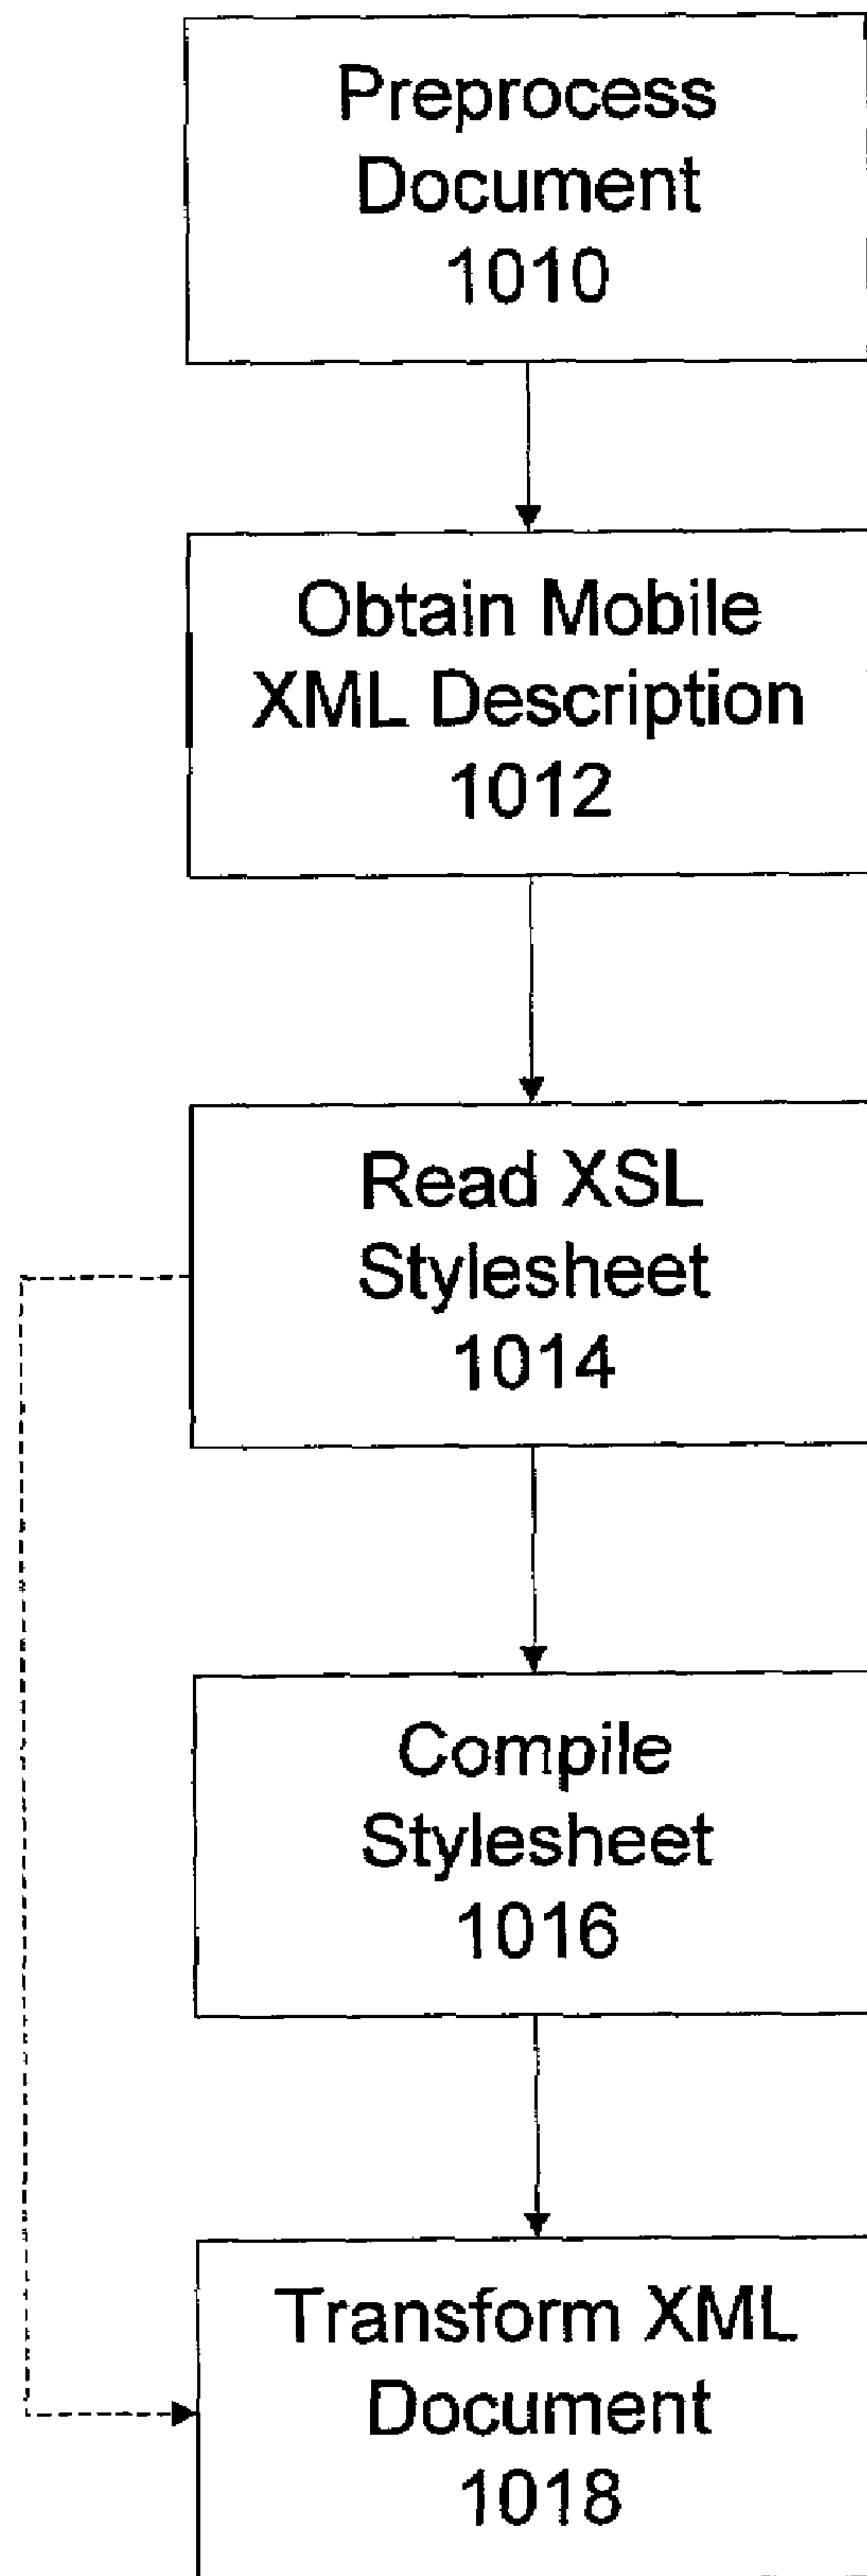 Preprocess
Document
1010
Obtain Mobile
XML Description
1012
Read XSL
Stylesheet
1014
Compile
Stylesheet
1016
Transform XML
Document
1018